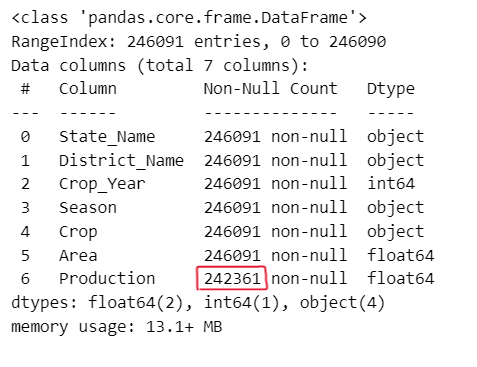 <class 'pandas.core.frame.DataFrame'>
RangeIndex: 246091 entries, 0 to 246090
Data columns (total 7 columns):
 #   Column         Non-Null Count   Dtype
---  ------         --------------   -----
 0   State_Name     246091 non-null  object
 1   District_Name  246091 non-null  object
 2   Crop_Year      246091 non-null  int64
 3   Season         246091 non-null  object
 4   Crop           246091 non-null  object
 5   Area           246091 non-null  float64
 6   Production     242361 non-null  float64
dtypes: float64(2), int64(1), object(4)
memory usage: 13.1+ MB